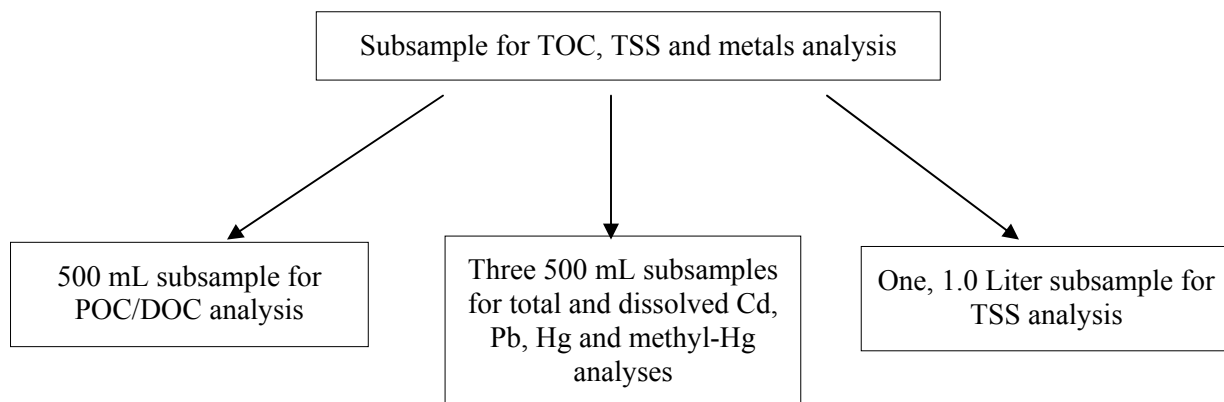 Subsample for TOC, TSS and metals analysis
500 mL subsample for
POC/DOC analysis
Three 500 mL subsamples
for total and dissolved Cd,
Pb, Hg and methyl-Hg
analyses
One, 1.0 Liter subsample for
TSS analysis